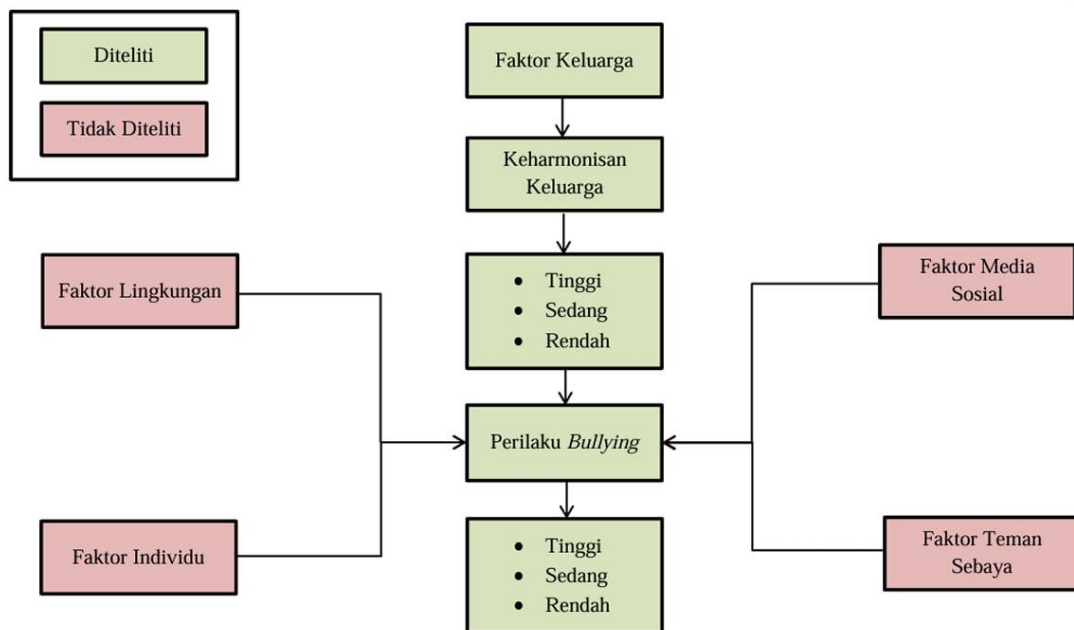 Diteliti
Tidak Diteliti
Faktor Keluarga
Keharmonisan
Keluarga
• Tinggi
• Sedang
• Rendah
Faktor Lingkungan
Faktor Media
Sosial
Perilaku Bullying
Faktor Individu
• Tinggi
• Sedang
• Rendah
Faktor Teman
Sebaya